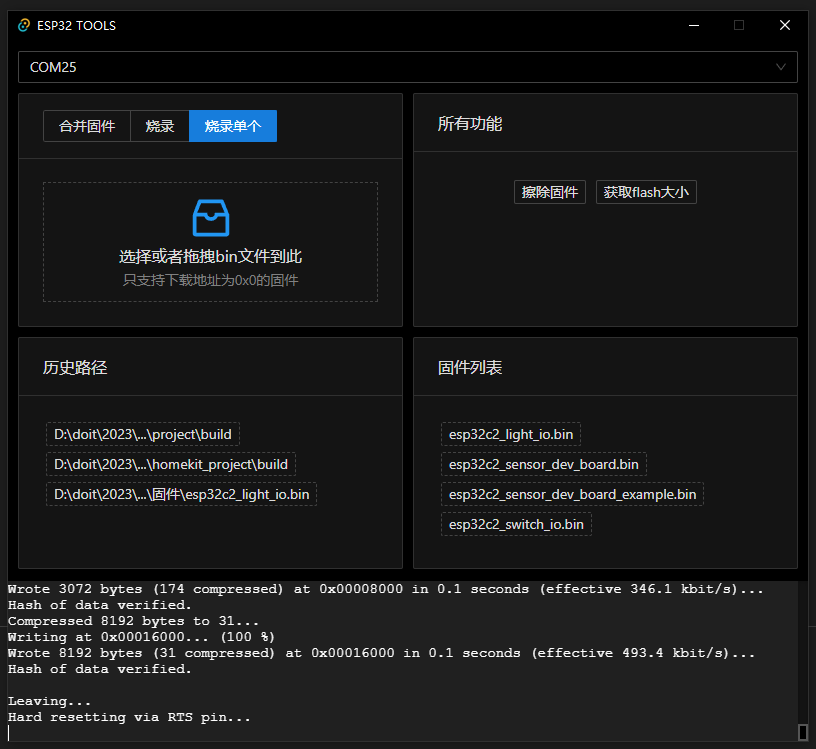 ESP32 TOOLS
COM25
合并固件 烧录 烧录单个
选择或者拖拽bin文件到此
只支持下载地址为0x0的固件
所有功能
擦除固件 获取flash大小
历史路径
D:\doit\2023\...\project\build
D:\doit\2023\...\homekit_project\build
D:\doit\2023\...\固件\esp32c2_light_io.bin
固件列表
esp32c2_light_io.bin
esp32c2_sensor_dev_board.bin
esp32c2_sensor_dev_board_example.bin
esp32c2_switch_io.bin
Wrote 3072 bytes (174 compressed) at 0x00008000 in 0.1 seconds (effective 346.1 kbit/s)...
Hash of data verified.
Compressed 8192 bytes to 31...
Writing at 0x00016000... (100 %)
Wrote 8192 bytes (31 compressed) at 0x00016000 in 0.1 seconds (effective 493.4 kbit/s)...
Hash of data verified.
Leaving...
Hard resetting via RTS pin...